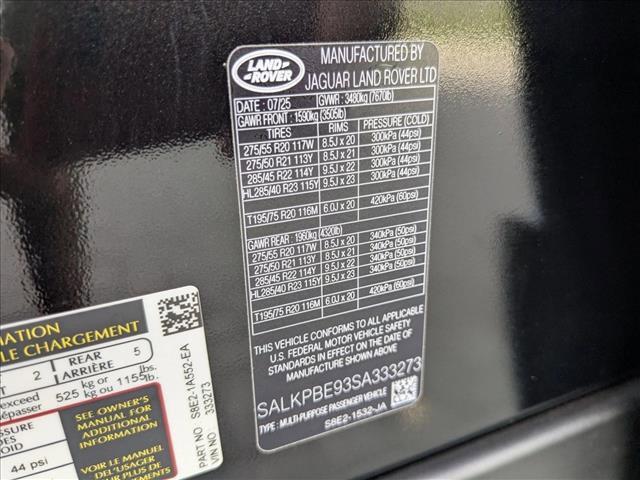 LAND
ROVER
MANUFACTURED BY
JAGUAR LAND ROVER LTD
DATE : 07/25 GVWR : 3480kg (7670lb)
GAWR FRONT : 1590kg (3505lb)
TIRES RIMS PRESSURE (COLD)
275/55 R20 117W 8.5J x 20 300kPa (44psi)
275/50 R21 113Y 8.5J x 21 300kPa (44psi)
285/45 R22 114Y 9.5J x 22 300kPa (44psi)
HL285/40 R23 115Y 9.5J x 23 300kPa (44psi)
T195/75 R20 116M 6.0J x 20 420kPa (60psi)
GAWR REAR : 1960kg (4320lb)
275/55 R20 117W 8.5J x 20 340kPa (50psi)
275/50 R21 113Y 8.5J x 21 340kPa (50psi)
285/45 R22 114Y 9.5J x 22 340kPa (50psi)
HL285/40 R23 115Y 9.5J x 23 340kPa (50psi)
T195/75 R20 116M 6.0J x 20 420kPa (60psi)
THIS VEHICLE CONFORMS TO ALL APPLICABLE
U.S. FEDERAL MOTOR VEHICLE SAFETY
STANDARDS IN EFFECT ON THE DATE OF
MANUFACTURE SHOWN ABOVE.
SALKPBE93SA333273
TYPE : MULTI-PURPOSE PASSENGER VEHICLE
S8E2-1532-JA
MATION
LE CHARGEMENT
T 2 REAR 5
ARRIÈRE
exceed 525 kg or 1155 lbs.
dépasser 525 kg ou 1155 lb.
SEE OWNER'S
MANUAL FOR
ADDITIONAL
INFORMATION
VOIR LE MANUEL
DE L'USAGER
44 psi
PART NO S8E2-1A552-EA
VIN NO 333273